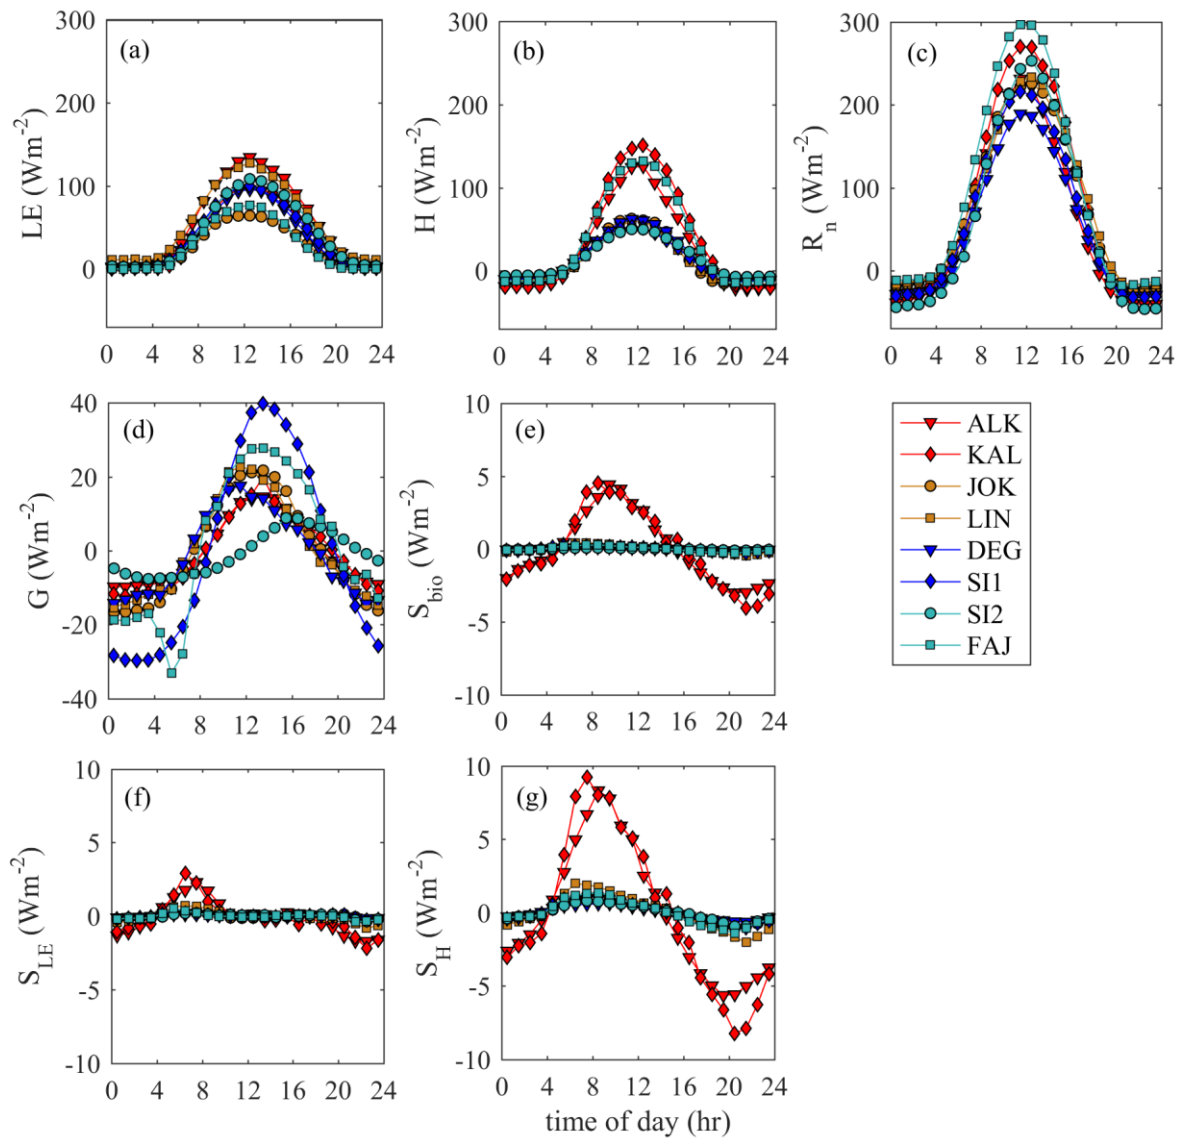 300
200
100
0
LE (Wm⁻²)
(a)
0 4 8 12 16 20 24
300
200
100
0
H (Wm⁻²)
(b)
0 4 8 12 16 20 24
300
200
100
0
Rₙ (Wm⁻²)
(c)
0 4 8 12 16 20 24
40
20
0
-20
-40
G (Wm⁻²)
(d)
0 4 8 12 16 20 24
10
5
0
-5
-10
S_bio (Wm⁻²)
(e)
0 4 8 12 16 20 24
ALK
KAL
JOK
LIN
DEG
SI1
SI2
FAJ
10
5
0
-5
-10
S_LE (Wm⁻²)
(f)
0 4 8 12 16 20 24
10
5
0
-5
-10
S_H (Wm⁻²)
(g)
0 4 8 12 16 20 24
time of day (hr)